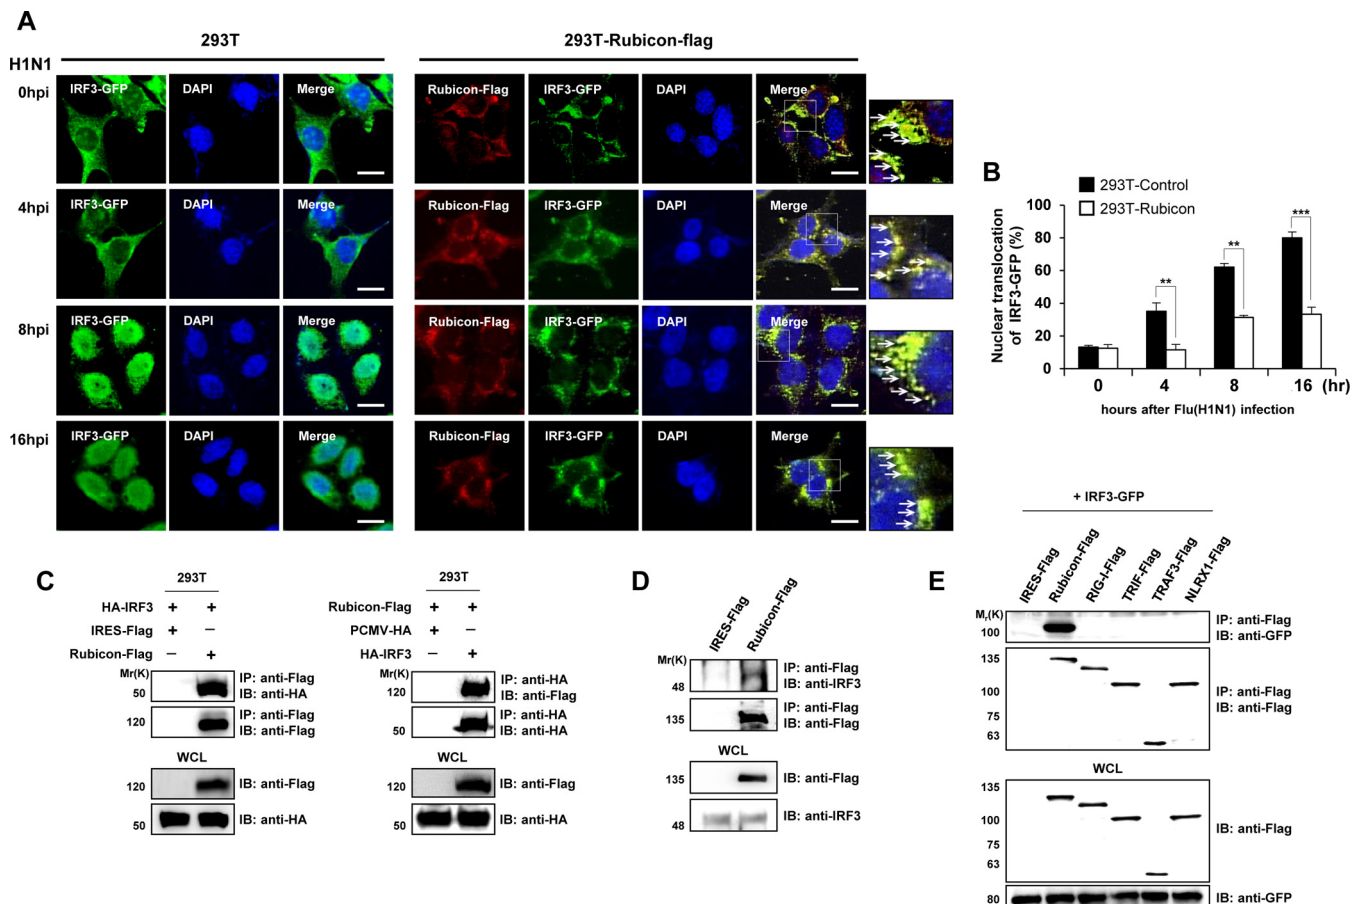 A
293T
293T-Rubicon-flag
H1N1
0hpi
IRF3-GFP
DAPI
Merge
Rubicon-Flag
IRF3-GFP
DAPI
Merge
4hpi
IRF3-GFP
DAPI
Merge
Rubicon-Flag
IRF3-GFP
DAPI
Merge
8hpi
IRF3-GFP
DAPI
Merge
Rubicon-Flag
IRF3-GFP
DAPI
Merge
16hpi
IRF3-GFP
DAPI
Merge
Rubicon-Flag
IRF3-GFP
DAPI
Merge
B
293T-Control
293T-Rubicon
Nuclear translocation
of IRF3-GFP (%)
100
80
60
40
20
0
**
**
***
0 4 8 16 (hr)
hours after Flu(H1N1) infection
C
293T
HA-IRF3 + +
IRES-Flag + –
Rubicon-Flag – +
Mr(K)
50
IP: anti-Flag
IB: anti-HA
120
IP: anti-Flag
IB: anti-Flag
WCL
120
IB: anti-Flag
50
IB: anti-HA
293T
Rubicon-Flag + +
PCMV-HA + –
HA-IRF3 – +
Mr(K)
120
IP: anti-HA
IB: anti-Flag
50
IP: anti-HA
IB: anti-HA
WCL
120
IB: anti-Flag
50
IB: anti-HA
D
IRES-Flag
Rubicon-Flag
Mr(K)
48
IP: anti-Flag
IB: anti-IRF3
135
IP: anti-Flag
IB: anti-Flag
WCL
135
IB: anti-Flag
48
IB: anti-IRF3
E
+ IRF3-GFP
IRES-Flag
Rubicon-Flag
RIG-I-Flag
TRIF-Flag
TRAF3-Flag
NLRX1-Flag
Mr(K)
100
IP: anti-Flag
IB: anti-GFP
135
100
75
63
IP: anti-Flag
IB: anti-Flag
WCL
135
100
75
63
IB: anti-Flag
80
IB: anti-GFP